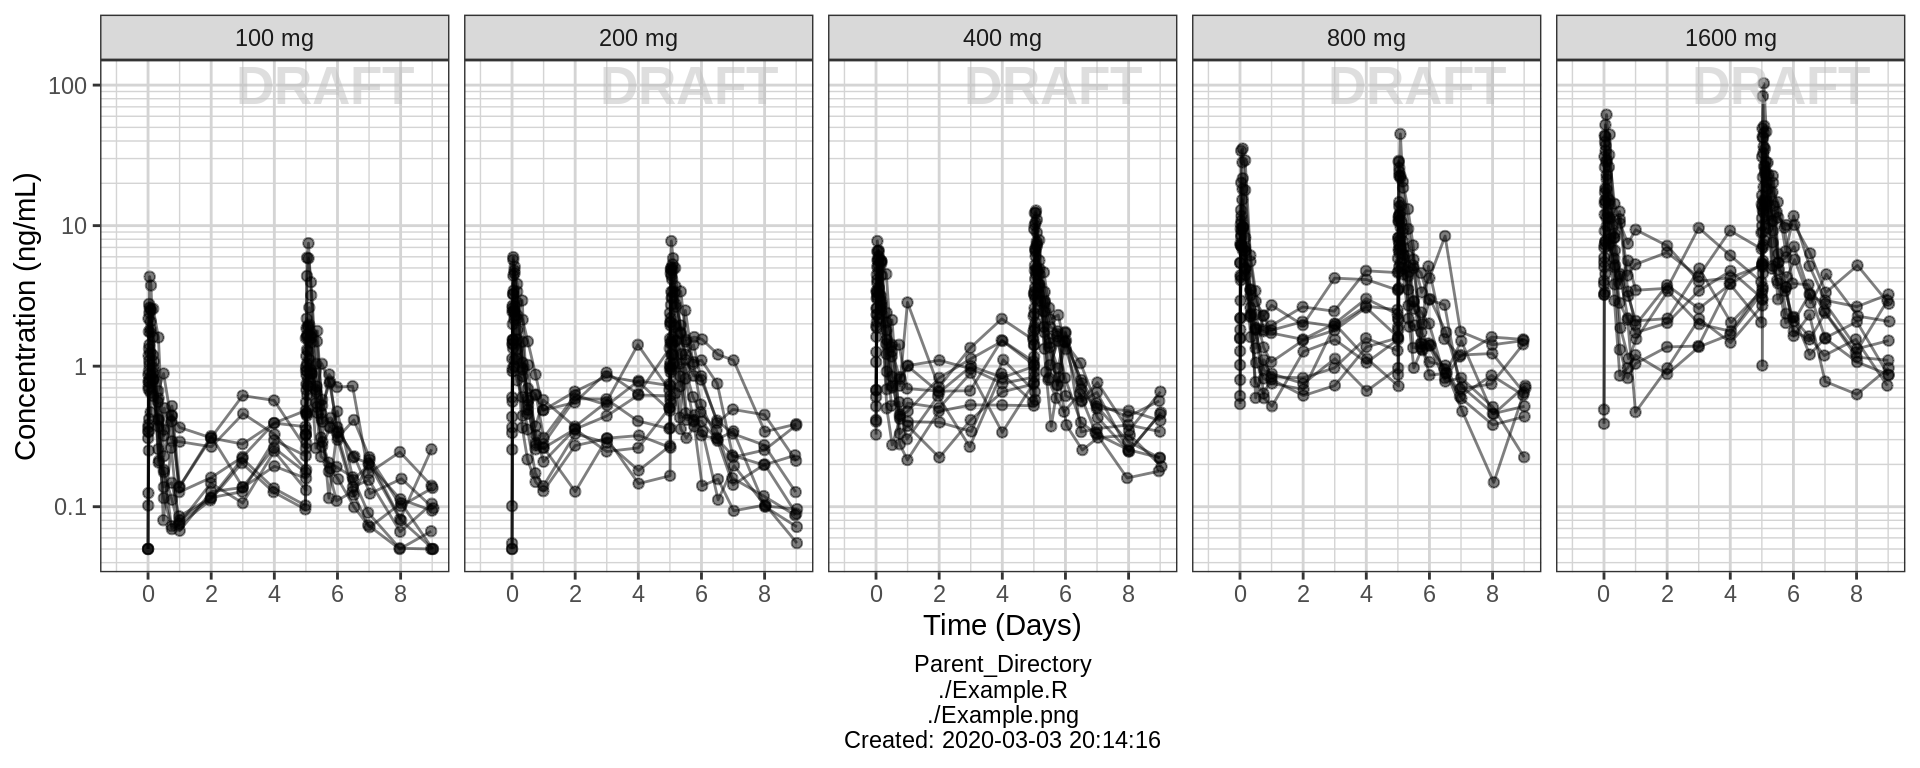 100 mg 200 mg 400 mg 800 mg 1600 mg
DRAFT DRAFT DRAFT DRAFT DRAFT
Concentration (ng/mL)
100
10
1
0.1
0 2 4 6 8 0 2 4 6 8 0 2 4 6 8 0 2 4 6 8 0 2 4 6 8
Time (Days)
Parent_Directory
./Example.R
./Example.png
Created: 2020-03-03 20:14:16